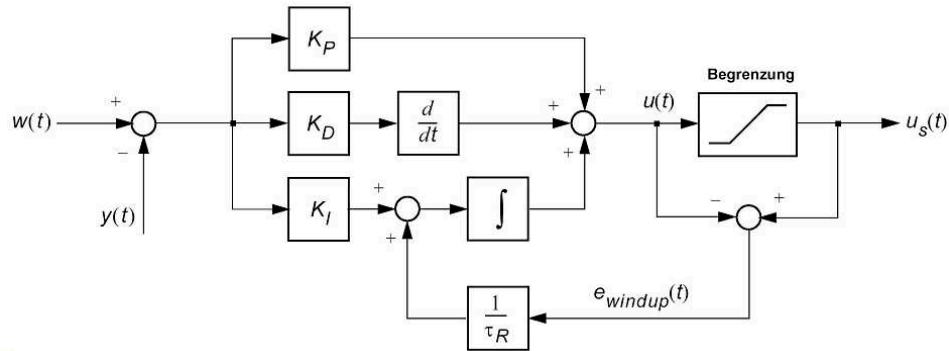 K_P
Begrenzung
w(t)
+
−
K_D
d/dt
+
+
+
u(t)
u_s(t)
y(t)
K_I
+
+
∫
−
+
1/τ_R
e_windup(t)